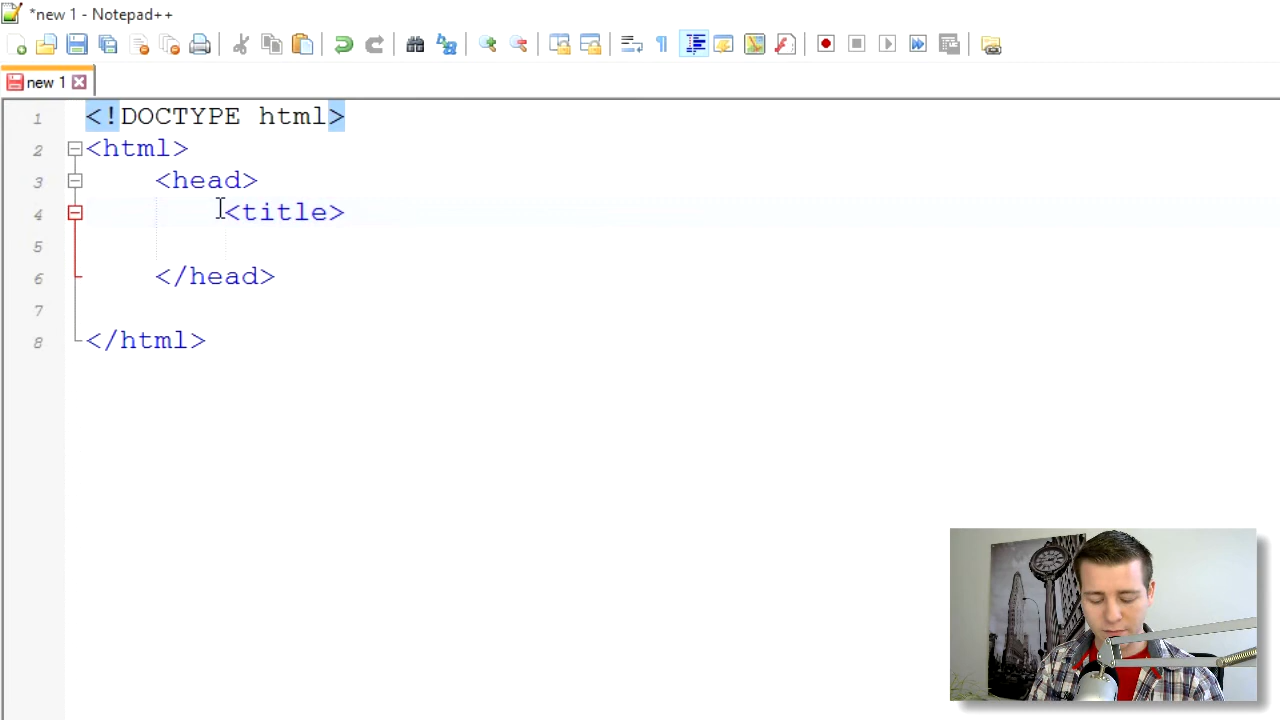 *new 1 - Notepad++
new 1
1 <!DOCTYPE html>
2 <html>
3 <head>
4 <title>
5
6 </head>
7
8 </html>